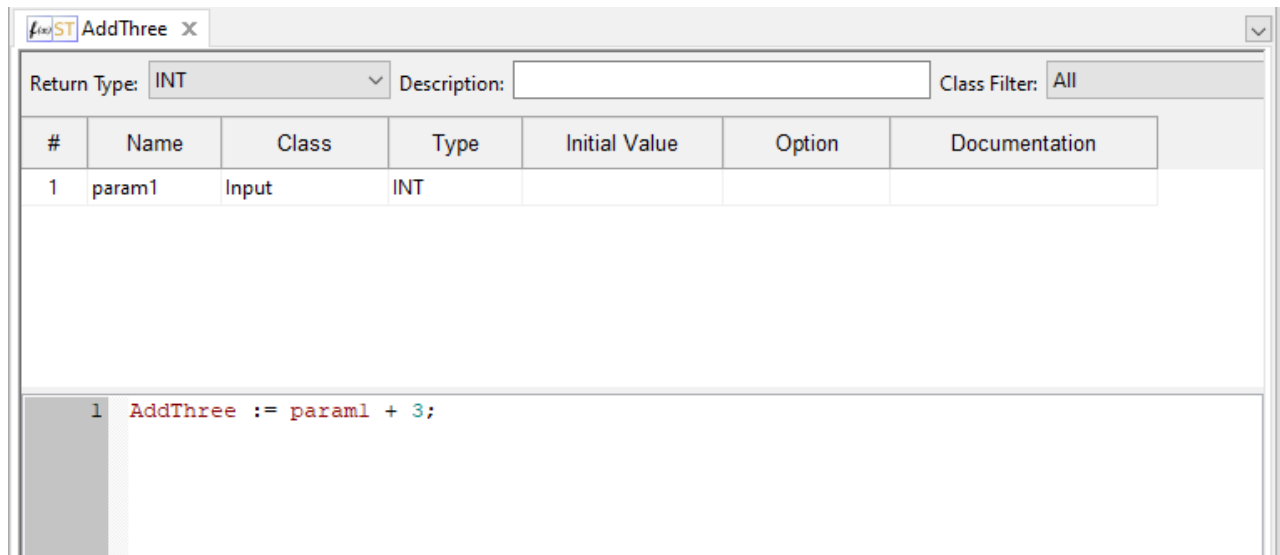 f(x) ST AddThree X
Return Type: INT Description: Class Filter: All
# Name Class Type Initial Value Option Documentation
1 param1 Input INT
1 AddThree := param1 + 3;